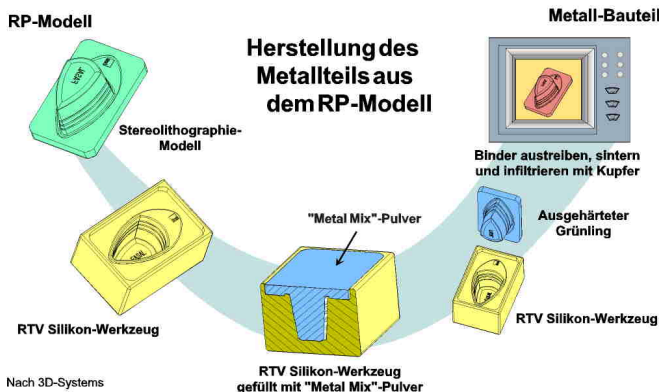 RP-Modell
Metall-Bauteil
Herstellung des
Metallteils aus
dem RP-Modell
Stereolithographie-
Modell
Binder austreiben, sintern
und infiltrieren mit Kupfer
"Metal Mix"-Pulver
Ausgehärteter
Grünling
RTV Silikon-Werkzeug
RTV Silikon-Werkzeug
RTV Silikon-Werkzeug
gefüllt mit "Metal Mix"-Pulver
Nach 3D-Systems